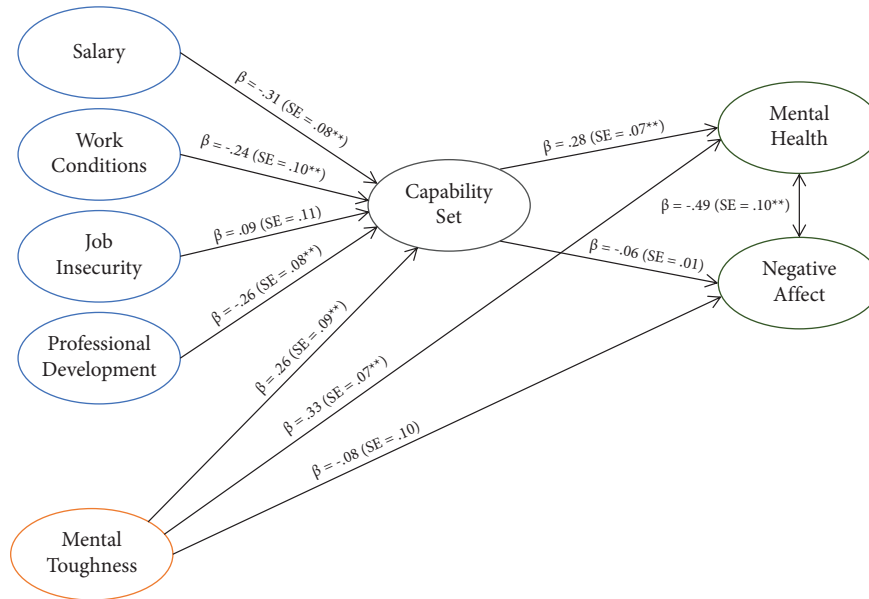 Salary
Work
Conditions
Job
Insecurity
Professional
Development
Mental
Toughness
β = -.31 (SE = .08**)
β = -.24 (SE = .10**)
β = .09 (SE = .11)
β = -.26 (SE = .08**)
β = .26 (SE = .09**)
β = .33 (SE = .07**)
β = -.08 (SE = .10)
Capability
Set
β = .28 (SE = .07**)
β = -.06 (SE = .01)
Mental
Health
β = -.49 (SE = .10**)
Negative
Affect